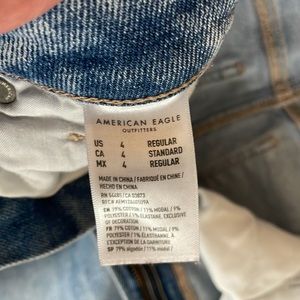 AMERICAN EAGLE
OUTFITTERS
US 4 REGULAR
CA 4 STANDARD
MX 4 REGULAR
MADE IN CHINA / FABRIQUÉ EN CHINE /
HECHO EN CHINA
EN 79% COTTON / 11% MODAL / 9%
POLYESTER / 1% ELASTANE, EXCLUSIVE
OF DECORATION
FR 79% COTON / 11% MODAL / 9%
POLYESTER / 1% ÉLASTHANNE, À
L'EXCEPTION DE LA GARNITURE
SP 79% algodón / 11% modal /